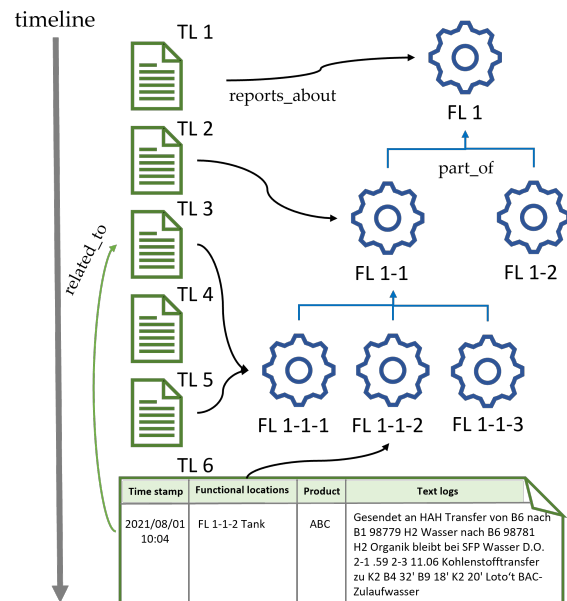 timeline
TL 1
reports_about
FL 1
TL 2
part_of
TL 3
related_to
FL 1-1
FL 1-2
TL 4
TL 5
FL 1-1-1
FL 1-1-2
FL 1-1-3
TL 6
Time stamp
Functional locations
Product
Text logs
2021/08/01
10:04
FL 1-1-2 Tank
ABC
Gesendet an HAH Transfer von B6 nach
B1 98779 H2 Wasser nach B6 98781
H2 Organik bleibt bei SFP Wasser D.O.
2-1 .59 2-3 11.06 Kohlenstofftransfer
zu K2 B4 32' B9 18' K2 20' Loto't BAC-
Zulaufwasser